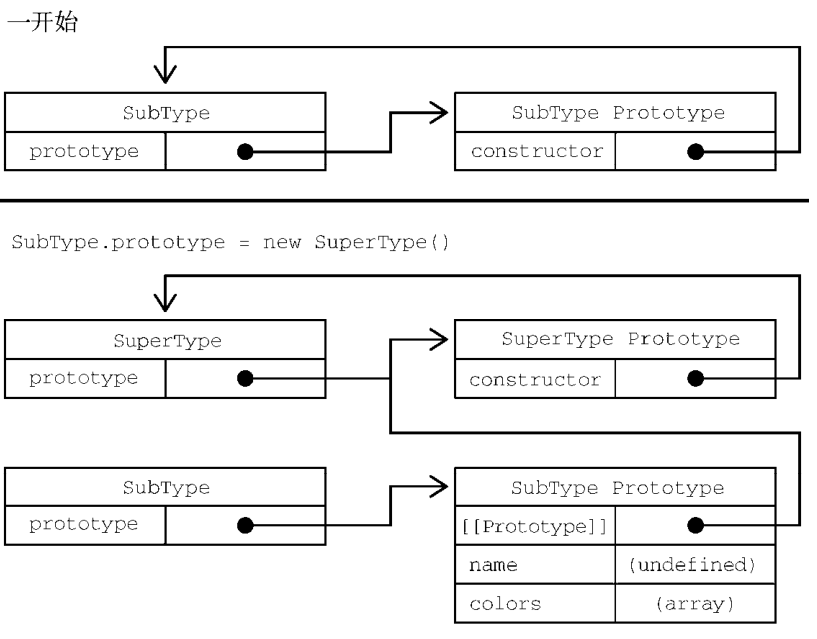 一开始
SubType
SubType Prototype
prototype
constructor
SubType.prototype = new SuperType()
SuperType
SuperType Prototype
prototype
constructor
SubType
SubType Prototype
prototype
[[Prototype]]
name
(undefined)
colors
(array)